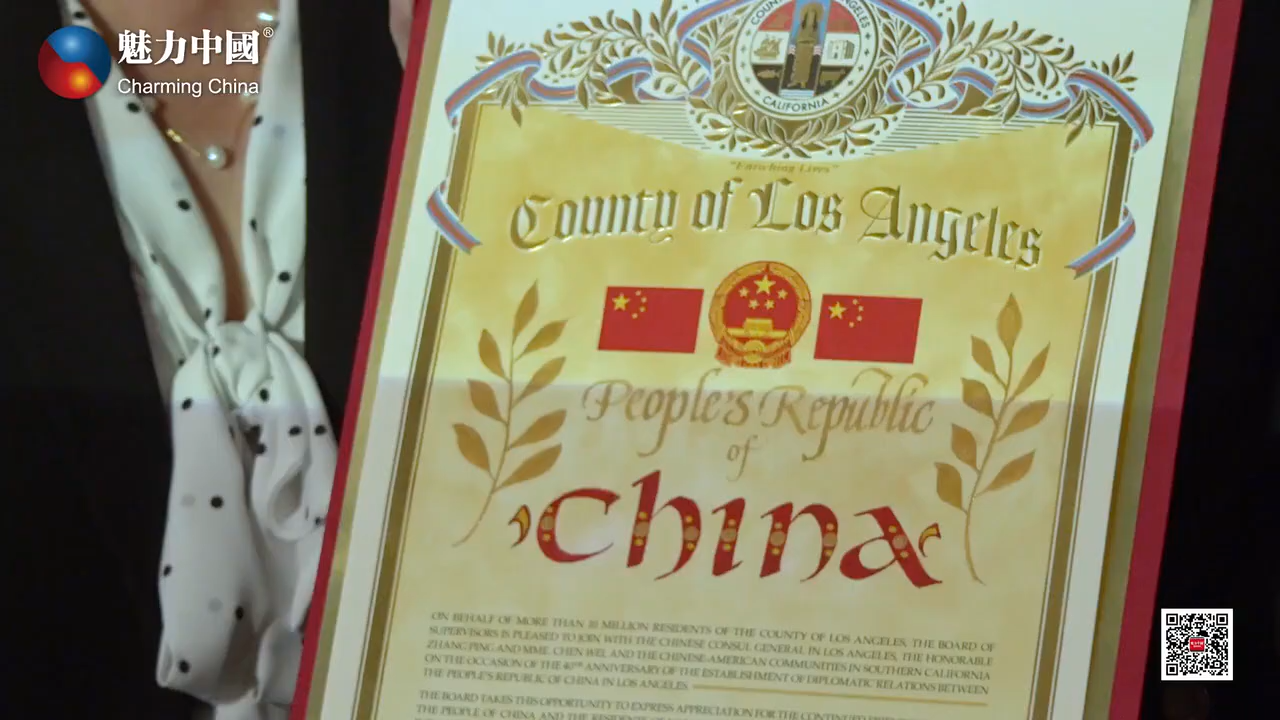 魅力中國®
Charming China
COUNTY OF LOS ANGELES
CALIFORNIA
"Enriching Lives"
County of Los Angeles
People's Republic
of
China
ON BEHALF OF MORE THAN 10 MILLION RESIDENTS OF THE COUNTY OF LOS ANGELES, THE BOARD OF
SUPERVISORS IS PLEASED TO JOIN WITH THE CHINESE CONSUL GENERAL IN LOS ANGELES, THE HONORABLE
ZHANG PING AND MME. CHEN WEI, AND THE CHINESE-AMERICAN COMMUNITIES IN SOUTHERN CALIFORNIA
ON THE OCCASION OF THE 40TH ANNIVERSARY OF THE ESTABLISHMENT OF DIPLOMATIC RELATIONS BETWEEN
THE PEOPLE'S REPUBLIC OF CHINA IN LOS ANGELES.
THE BOARD TAKES THIS OPPORTUNITY TO EXPRESS APPRECIATION FOR THE CONTINUED
THE PEOPLE OF CHINA AND THE RESIDENTS OF